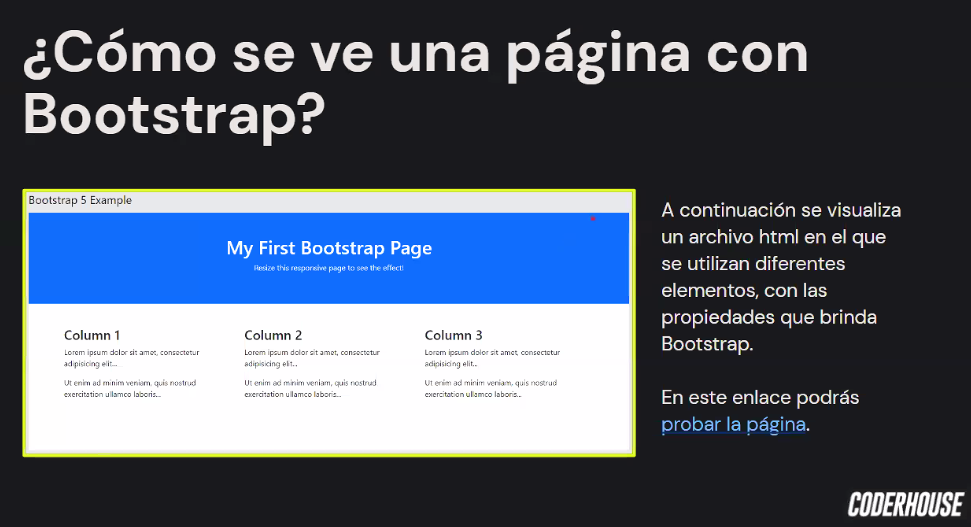 ¿Cómo se ve una página con
Bootstrap?
Bootstrap 5 Example
My First Bootstrap Page
Resize this responsive page to see the effect!
Column 1
Lorem ipsum dolor sit amet, consectetur
adipisicing elit...
Ut enim ad minim veniam, quis nostrud
exercitation ullamco laboris...
Column 2
Lorem ipsum dolor sit amet, consectetur
adipisicing elit...
Ut enim ad minim veniam, quis nostrud
exercitation ullamco laboris...
Column 3
Lorem ipsum dolor sit amet, consectetur
adipisicing elit...
Ut enim ad minim veniam, quis nostrud
exercitation ullamco laboris...
A continuación se visualiza
un archivo html en el que
se utilizan diferentes
elementos, con las
propiedades que brinda
Bootstrap.
En este enlace podrás
probar la página.
CODERHOUSE